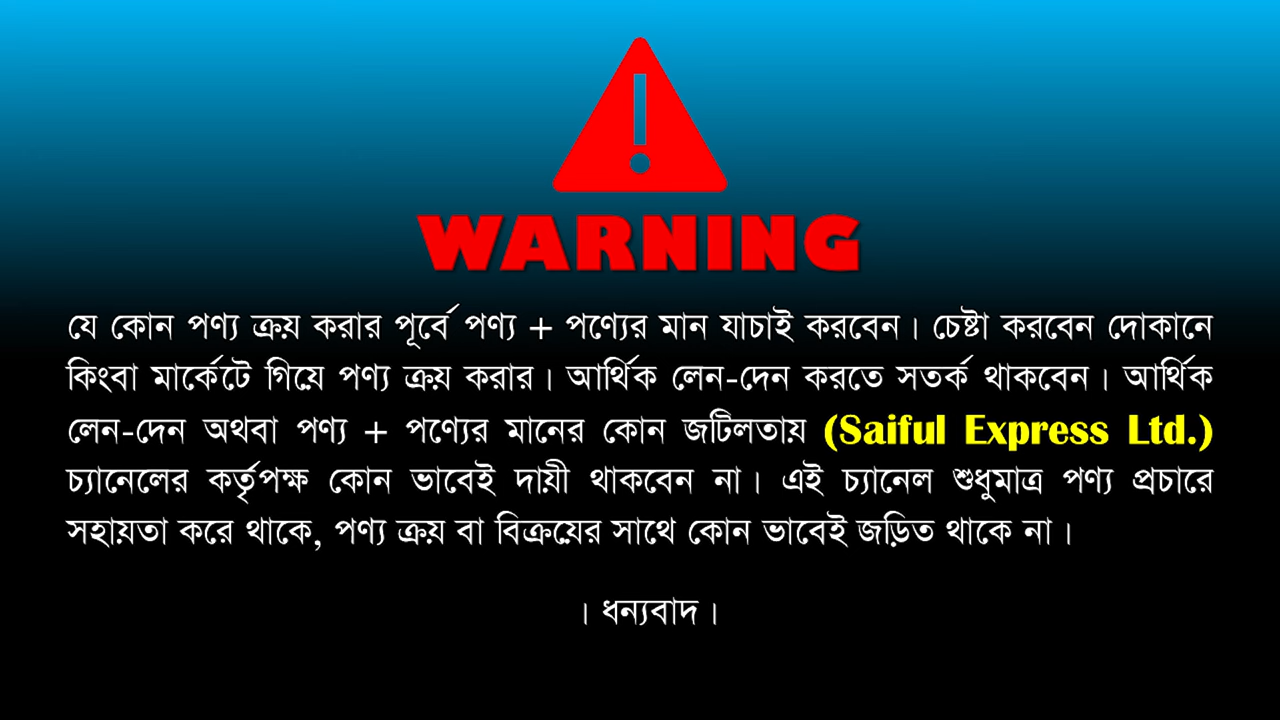 WARNING
যে কোন পণ্য ক্রয় করার পূর্বে পণ্য + পণ্যের মান যাচাই করবেন। চেষ্টা করবেন দোকানে
কিংবা মার্কেটে গিয়ে পণ্য ক্রয় করার। আর্থিক লেন-দেন করতে সতর্ক থাকবেন। আর্থিক
লেন-দেন অথবা পণ্য + পণ্যের মানের কোন জটিলতায় (Saiful Express Ltd.)
চ্যানেলের কর্তৃপক্ষ কোন ভাবেই দায়ী থাকবেন না। এই চ্যানেল শুধুমাত্র পণ্য প্রচারে
সহায়তা করে থাকে, পণ্য ক্রয় বা বিক্রয়ের সাথে কোন ভাবেই জড়িত থাকে না।
। ধন্যবাদ।